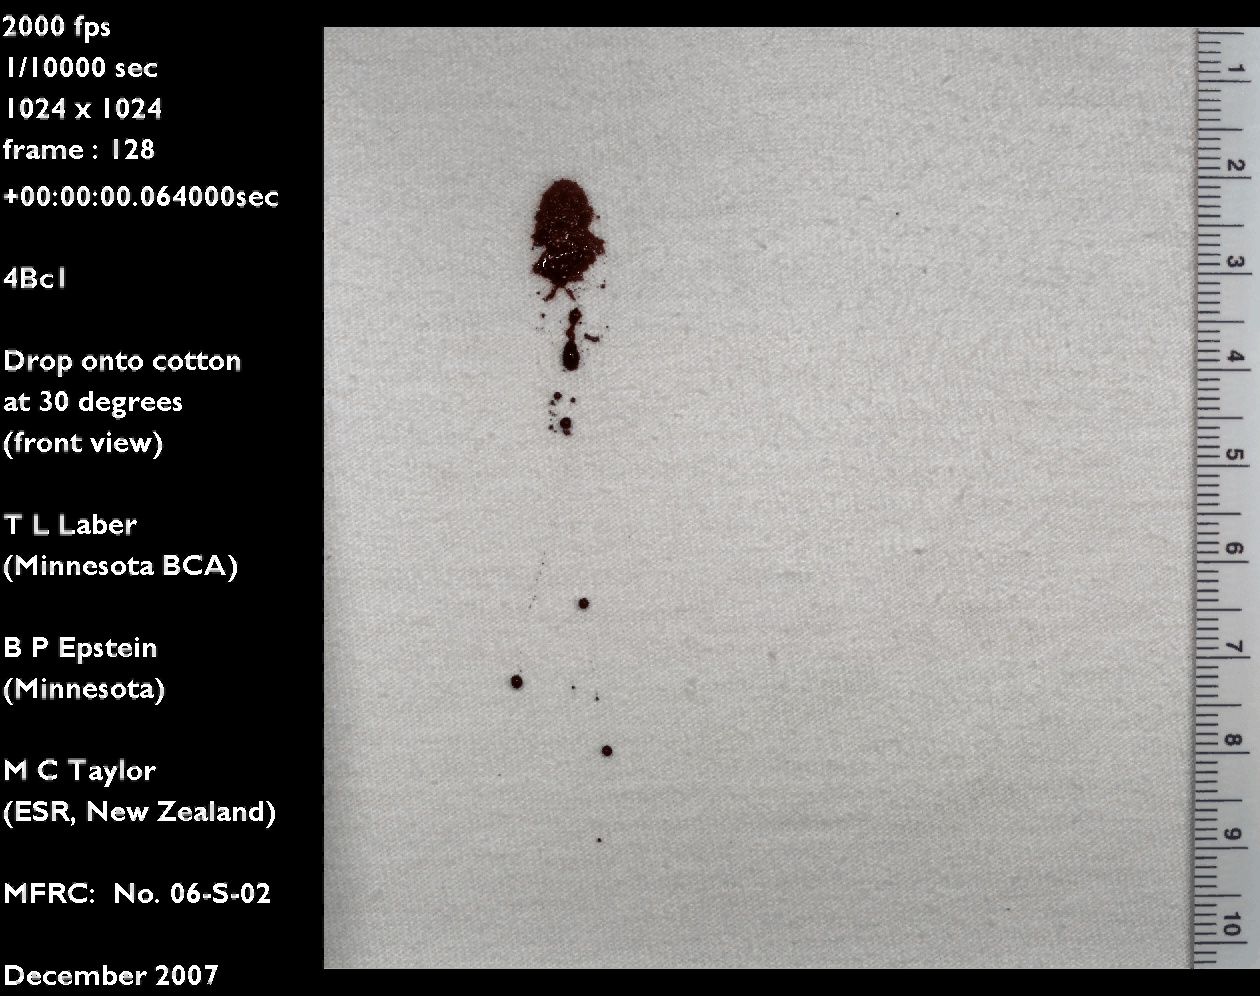 2000 fps
1/10000 sec
1024 x 1024
frame : 128
+00:00:00.064000sec
4Bc1
Drop onto cotton
at 30 degrees
(front view)
T L Laber
(Minnesota BCA)
B P Epstein
(Minnesota)
M C Taylor
(ESR, New Zealand)
MFRC:  No. 06-S-02
December 2007
1
2
3
4
5
6
7
8
9
10